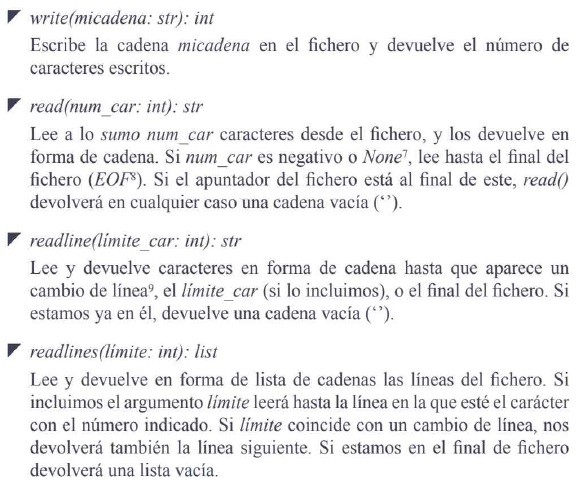 write(micadena: str): int
Escribe la cadena micadena en el fichero y devuelve el número de
caracteres escritos.
read(num_car: int): str
Lee a lo sumo num_car caracteres desde el fichero, y los devuelve en
forma de cadena. Si num_car es negativo o None⁷, lee hasta el final del
fichero (EOF⁸). Si el apuntador del fichero está al final de este, read()
devolverá en cualquier caso una cadena vacía (‘’).
readline(límite_car: int): str
Lee y devuelve caracteres en forma de cadena hasta que aparece un
cambio de línea⁹, el límite_car (si lo incluimos), o el final del fichero. Si
estamos ya en él, devuelve una cadena vacía (‘’).
readlines(límite: int): list
Lee y devuelve en forma de lista de cadenas las líneas del fichero. Si
incluimos el argumento límite leerá hasta la línea en la que esté el carácter
con el número indicado. Si límite coincide con un cambio de línea, nos
devolverá también la línea siguiente. Si estamos en el final de fichero
devolverá una lista vacía.